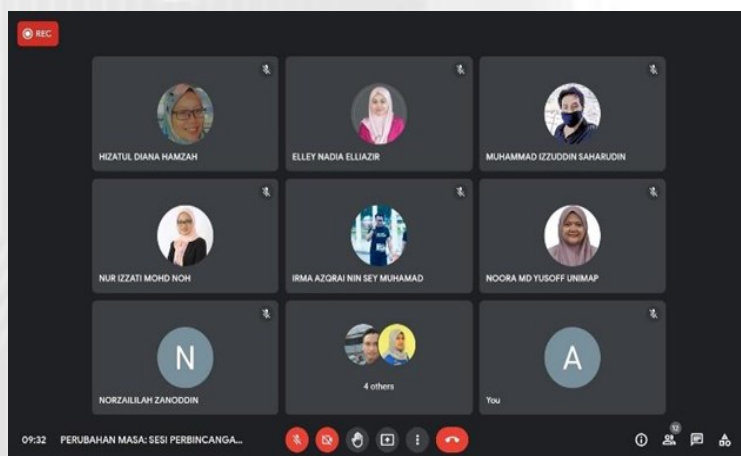 REC
HIZATUL DIANA HAMZAH
ELLEY NADIA ELLIAZIR
MUHAMMAD IZZUDDIN SAHARUDIN
NUR IZZATI MOHD NOH
IRMA AZQRAI NIN SEY MUHAMAD
NOORA MD YUSOFF UNIMAP
N
A
NORZAILILAH ZANODDIN
4 others
You
09:32 PERUBAHAN MASA: SESI PERBINCANGA...
12